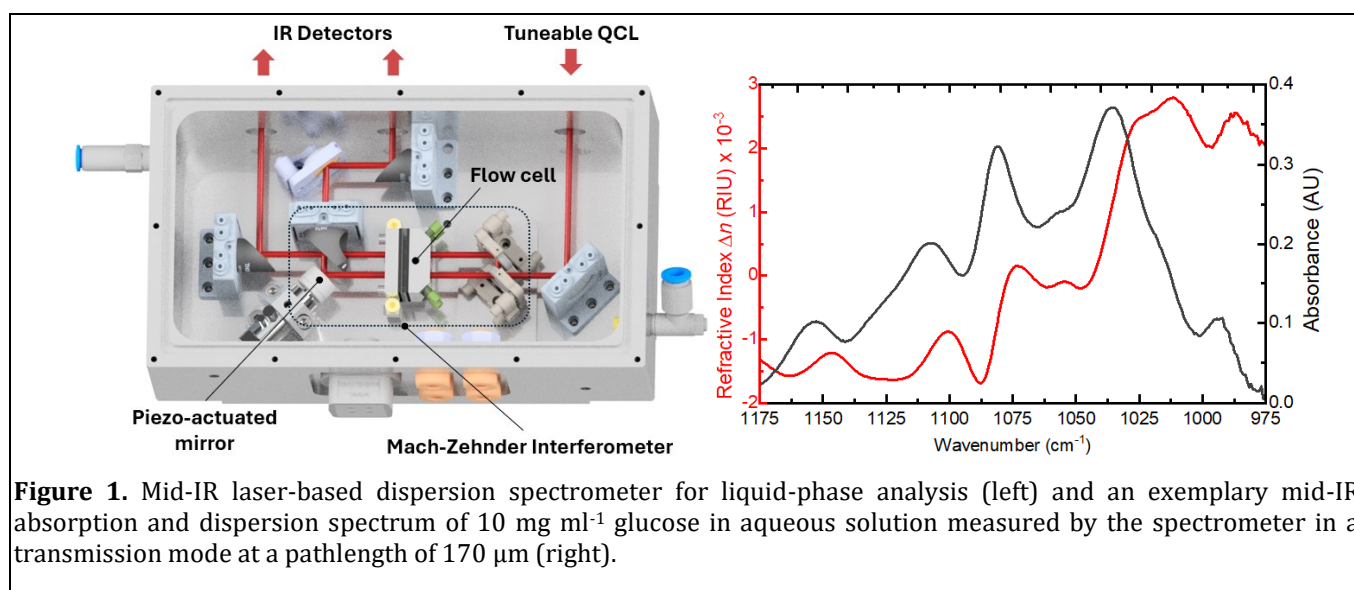 IR Detectors
Tuneable QCL
Flow cell
Piezo-actuated
mirror
Mach-Zehnder Interferometer
Refractive Index Δn (RIU) x 10⁻³
3
2
1
0
-1
-2
Absorbance (AU)
0.4
0.3
0.2
0.1
0.0
1175 1150 1125 1100 1075 1050 1025 1000 975
Wavenumber (cm⁻¹)
Figure 1. Mid-IR laser-based dispersion spectrometer for liquid-phase analysis (left) and an exemplary mid-IR
absorption and dispersion spectrum of 10 mg ml⁻¹ glucose in aqueous solution measured by the spectrometer in a
transmission mode at a pathlength of 170 µm (right).